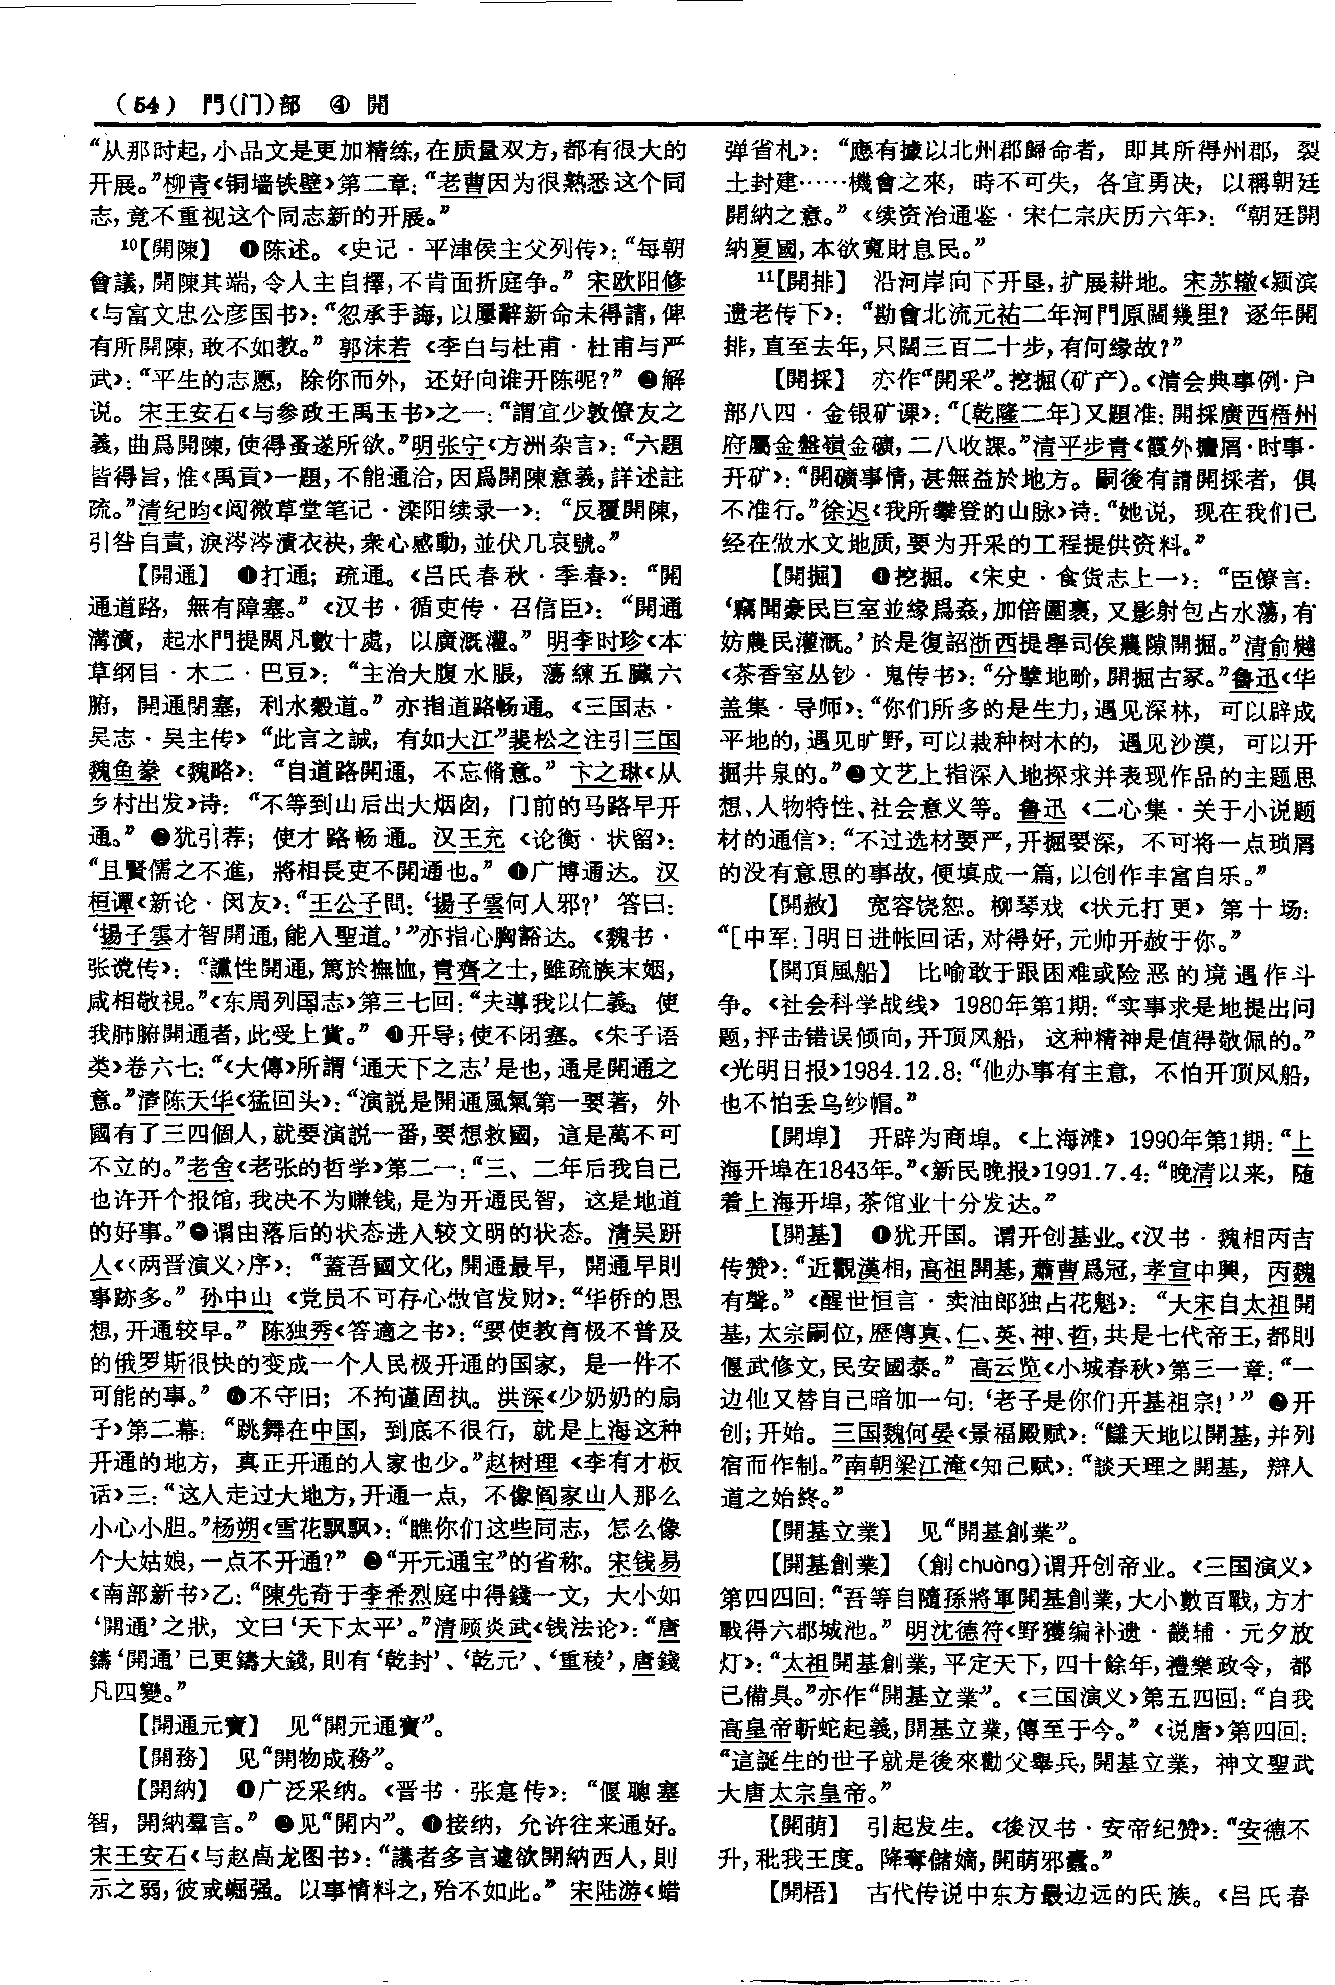 （54） 門(门)部 ④ 開
“从那时起，小品文是更加精练，在质量双方，都有很大的
开展。”柳青《铜墙铁壁》第二章：“老曹因为很熟悉这个同
志，竟不重视这个同志新的开展。”
10【開陳】 ❶陈述。《史记·平津侯主父列传》：“每朝
會議，開陳其端，令人主自擇，不肯面折庭争。”宋欧阳修
《与富文忠公彦国书》：“忽承手誨，以屢辭新命未得請，俾
有所開陳，敢不如教。”郭沫若《李白与杜甫·杜甫与严
武》：“平生的志愿，除你而外，还好向谁开陈呢？”❷解
说。宋王安石《与参政王禹玉书》之一：“謂宜少敦僚友之
義，曲爲開陳，使得蚤遂所欲。”明张宁《方洲杂言》：“六題
皆得旨，惟《禹貢》一題，不能通洽，因爲開陳意義，詳述註
疏。”清纪昀《阅微草堂笔记·滦阳续录一》：“反覆開陳，
引咎自責，淚涔涔漬衣袂，衆心感動，並伏几哀號。”
【開通】 ❶打通；疏通。《吕氏春秋·季春》：“開
通道路，無有障塞。”《汉书·循吏传·召信臣》：“開通
溝瀆，起水門提閼凡數十處，以廣溉灌。”明李时珍《本
草纲目·木二·巴豆》：“主治大腹水脹，蕩練五臟六
腑，開通閉塞，利水穀道。”亦指道路畅通。《三国志·
吴志·吴主传》“此言之誠，有如大江”裴松之注引三国
魏鱼豢《魏略》：“自道路開通，不忘脩意。”卞之琳《从
乡村出发》诗：“不等到山后出大烟囱，门前的马路早开
通。”❷犹引荐；使才路畅通。汉王充《论衡·状留》：
“且賢儒之不進，將相長吏不開通也。”❸广博通达。汉
桓谭《新论·闵友》：“王公子問：‘揚子雲何人邪？’答曰：
‘揚子雲才智開通，能入聖道。’”亦指心胸豁达。《魏书·
张谠传》：“讜性開通，篤於撫恤，青齊之士，雖疏族末姻，
咸相敬視。”《东周列国志》第三七回：“夫導我以仁義，使
我肺腑開通者，此受上賞。”❹开导；使不闭塞。《朱子语
类》卷六七：“《大傳》所謂‘通天下之志’是也，通是開通之
意。”清陈天华《猛回头》：“演説是開通風氣第一要著，外
國有了三四個人，就要演説一番，要想救國，這是萬不可
不立的。”老舍《老张的哲学》第二一：“三、二年后我自己
也许开个报馆，我决不为赚钱，是为开通民智，这是地道
的好事。”❺谓由落后的状态进入较文明的状态。清吴趼
人《〈两晋演义〉序》：“蓋吾國文化，開通最早，開通早則
事跡多。”孙中山《党员不可存心做官发财》：“华侨的思
想，开通较早。”陈独秀《答適之书》：“要使教育极不普及
的俄罗斯很快的变成一个人民极开通的国家，是一件不
可能的事。”❻不守旧；不拘谨固执。洪深《少奶奶的扇
子》第二幕：“跳舞在中国，到底不很行，就是上海这种
开通的地方，真正开通的人家也少。”赵树理《李有才板
话》三：“这人走过大地方，开通一点，不像阎家山人那么
小心小胆。”杨朔《雪花飘飘》：“瞧你们这些同志，怎么像
个大姑娘，一点不开通？”❼“开元通宝”的省称。宋钱易
《南部新书》乙：“陳先奇于李希烈庭中得錢一文，大小如
‘開通’之狀，文曰‘天下太平’。”清顾炎武《钱法论》：“唐
鑄‘開通’已更鑄大錢，則有‘乾封’、‘乾元’、‘重稜’，唐錢
凡四變。”
【開通元寶】 见“開元通寶”。
【開務】 见“開物成務”。
【開納】 ❶广泛采纳。《晋书·张寔传》：“偃聰塞
智，開納羣言。”❷见“開内”。❸接纳，允许往来通好。
宋王安石《与赵卨龙图书》：“議者多言遽欲開納西人，則
示之弱，彼或崛强。以事情料之，殆不如此。”宋陆游《蜡
弹省札》：“應有據以北州郡歸命者，即其所得州郡，裂
土封建……機會之來，時不可失，各宜勇決，以稱朝廷
開納之意。”《续资治通鉴·宋仁宗庆历六年》：“朝廷開
納夏國，本欲寬財息民。”
11【開排】 沿河岸向下开垦，扩展耕地。宋苏辙《颍滨
遗老传下》：“勘會北流元祐二年河門原闊幾里？逐年開
排，直至去年，只闊三百二十步，有何缘故？”
【開採】 亦作“開采”。挖掘(矿产)。《清会典事例·户
部八四·金银矿课》：“〔乾隆二年〕又題准：開採廣西梧州
府屬金盤嶺金礦，二八收課。”清平步青《霞外攟屑·时事·
开矿》：“開礦事情，甚無益於地方。嗣後有請開採者，俱
不准行。”徐迟《我所攀登的山脉》诗：“她说，现在我们已
经在做水文地质，要为开采的工程提供资料。”
【開掘】 ❶挖掘。《宋史·食货志上一》：“臣僚言：
‘竊聞豪民巨室並緣爲姦，加倍圍裹，又影射包占水蕩，有
妨農民灌溉。’於是復詔浙西提舉司俟農隙開掘。”清俞樾
《茶香室丛钞·鬼传书》：“分擘地畍，開掘古冢。”鲁迅《华
盖集·导师》：“你们所多的是生力，遇见深林，可以辟成
平地的，遇见旷野，可以栽种树木的，遇见沙漠，可以开
掘井泉的。”❷文艺上指深入地探求并表现作品的主题思
想、人物特性、社会意义等。鲁迅《二心集·关于小说题
材的通信》：“不过选材要严，开掘要深，不可将一点琐屑
的没有意思的事故，便填成一篇，以创作丰富自乐。”
【開赦】 宽容饶恕。柳琴戏《状元打更》第十场：
“[中军：]明日进帐回话，对得好，元帅开赦于你。”
【開頂風船】 比喻敢于跟困难或险恶的境遇作斗
争。《社会科学战线》1980年第1期：“实事求是地提出问
题，抨击错误倾向，开顶风船，这种精神是值得敬佩的。”
《光明日报》1984.12.8：“他办事有主意，不怕开顶风船，
也不怕丢乌纱帽。”
【開埠】 开辟为商埠。《上海滩》1990年第1期：“上
海开埠在1843年。”《新民晚报》1991.7.4：“晚清以来，随
着上海开埠，茶馆业十分发达。”
【開基】 ❶犹开国。谓开创基业。《汉书·魏相丙吉
传赞》：“近觀漢相，高祖開基，蕭曹爲冠，孝宣中興，丙魏
有聲。”《醒世恒言·卖油郎独占花魁》：“大宋自太祖開
基，太宗嗣位，歷傳真、仁、英、神、哲，共是七代帝王，都則
偃武修文，民安國泰。”高云览《小城春秋》第三一章：“一
边他又替自己暗加一句：‘老子是你们开基祖宗！’”❷开
创；开始。三国魏何晏《景福殿赋》：“讎天地以開基，并列
宿而作制。”南朝梁江淹《知己赋》：“談天理之開基，辯人
道之始终。”
【開基立業】 见“開基創業”。
【開基創業】 (創 chuàng)谓开创帝业。《三国演义》
第四四回：“吾等自隨孫將軍開基創業，大小數百戰，方才
戰得六郡城池。”明沈德符《野獲编补遗·畿辅·元夕放
灯》：“太祖開基創業，平定天下，四十餘年，禮樂政令，都
已備具。”亦作“開基立業”。《三国演义》第五四回：“自我
高皇帝斬蛇起義，開基立業，傳至于今。”《说唐》第四回：
“這誕生的世子就是後來勸父舉兵，開基立業，神文聖武
大唐太宗皇帝。”
【開萌】 引起发生。《後汉书·安帝纪赞》：“安德不
升，秕我王度。降奪儲嫡，開萌邪蠹。”
【開梧】 古代传说中东方最边远的氏族。《吕氏春